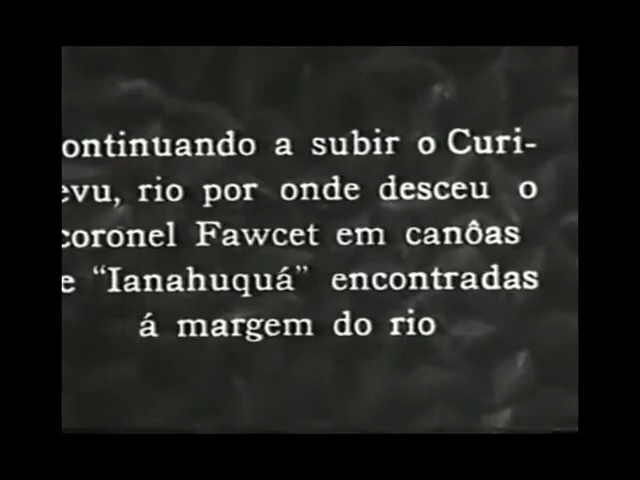 ontinuando a subir o Curi-
evu, rio por onde desceu o
coronel Fawcet em canôas
e “Ianahuquá” encontradas
á margem do rio